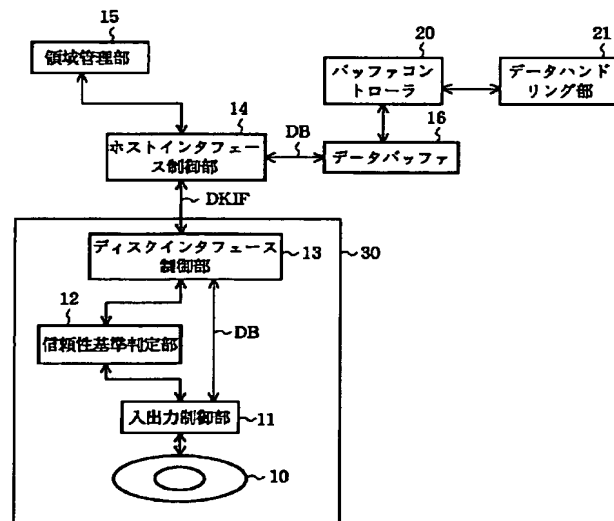 15
領域管理部
20
バッファコン
トローラ
21
データハンド
リング部
14
ホストインタフェー
ス制御部
DB
16
データバッファ
DKIF
ディスクインタフェース
制御部
13
30
12
信頼性基準判定部
DB
入出力制御部
11
10